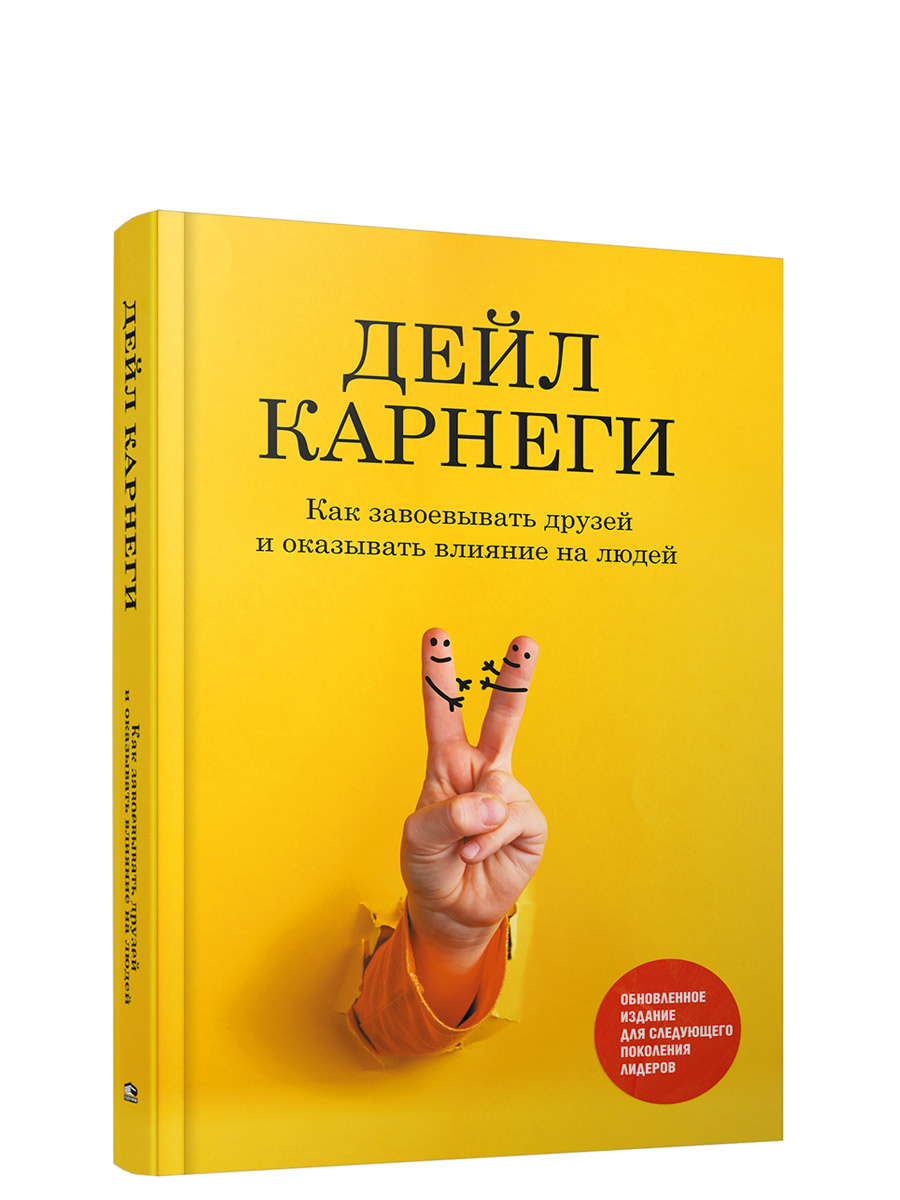 ДЕЙЛ
КАРНЕГИ
Как завоевывать друзей
и оказывать влияние на людей
ОБНОВЛЕННОЕ
ИЗДАНИЕ
ДЛЯ СЛЕДУЮЩЕГО
ПОКОЛЕНИЯ
ЛИДЕРОВ
ДЕЙЛ КАРНЕГИ
Как завоевывать друзей
и оказывать влияние на людей